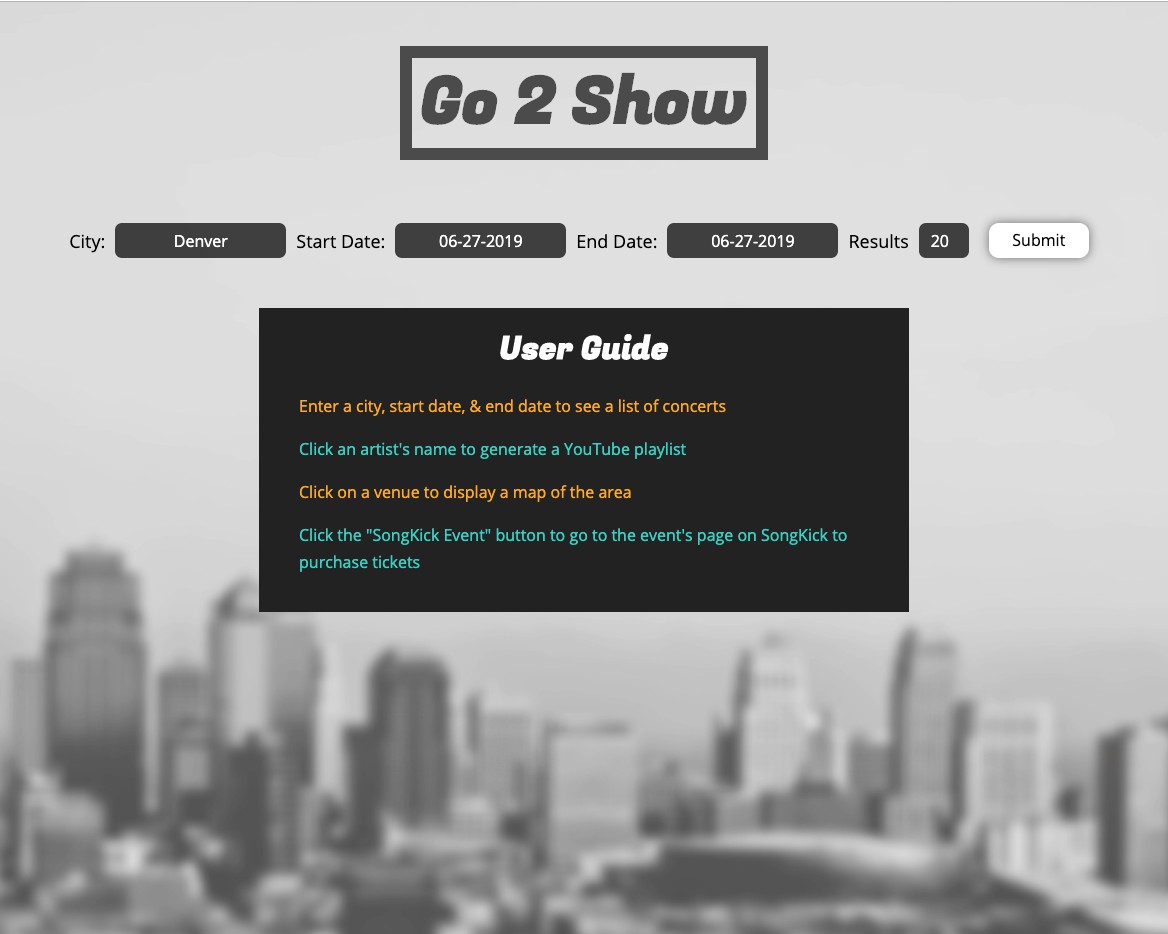 Go 2 Show
City: Denver Start Date: 06-27-2019 End Date: 06-27-2019 Results 20 Submit
User Guide
Enter a city, start date, & end date to see a list of concerts
Click an artist's name to generate a YouTube playlist
Click on a venue to display a map of the area
Click the "SongKick Event" button to go to the event's page on SongKick to
purchase tickets